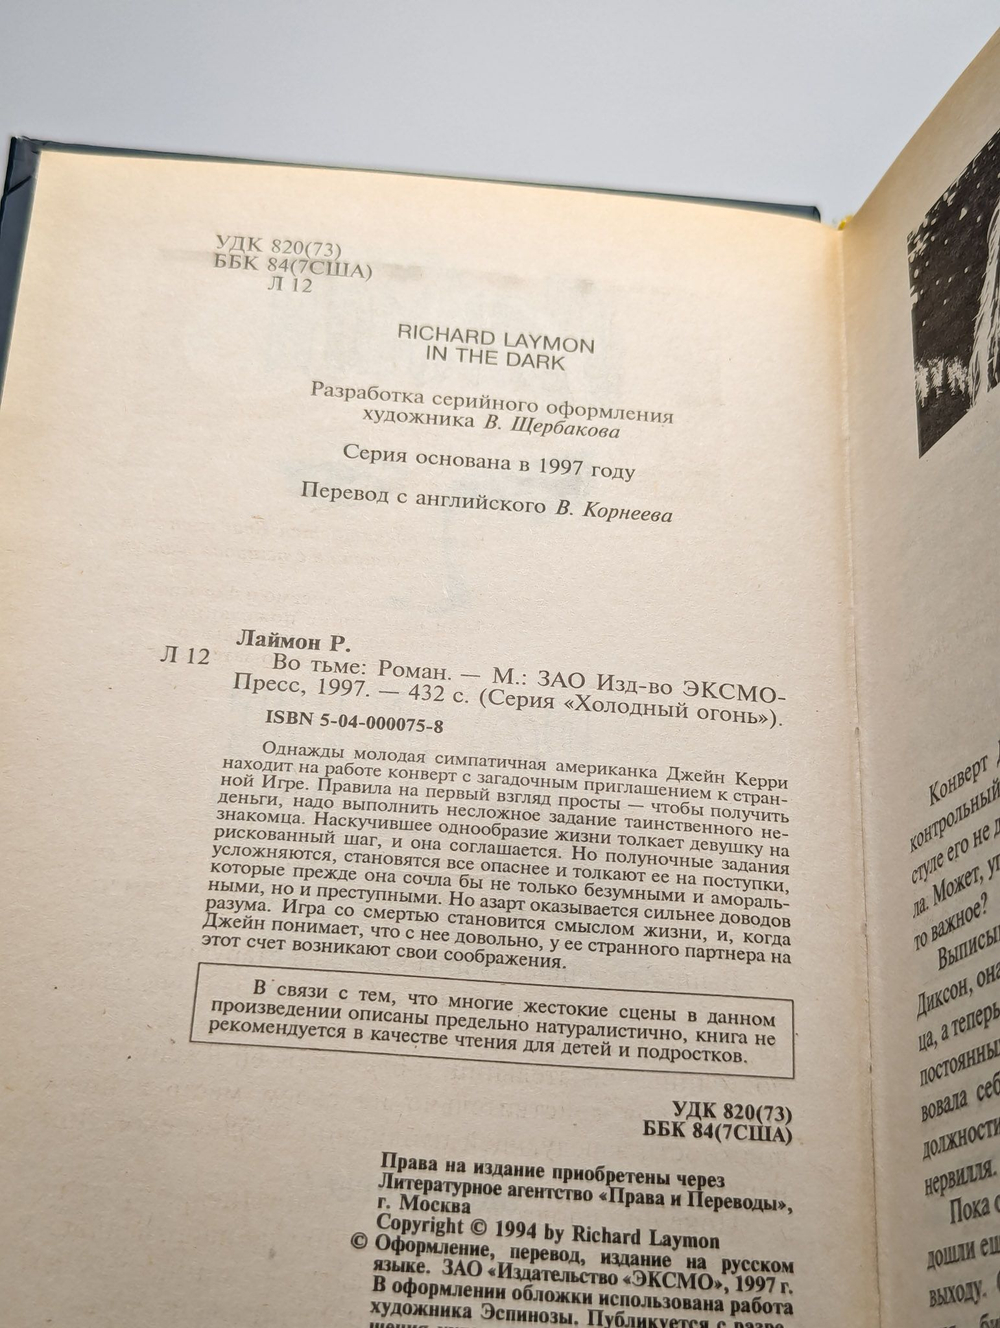 УДК 820(73)
ББК 84(7США)
Л 12
RICHARD LAYMON
IN THE DARK
Разработка серийного оформления
художника В. Щербакова
Серия основана в 1997 году
Перевод с английского В. Корнеева
Лаймон Р.
Л 12 Во тьме: Роман. — М.: ЗАО Изд-во ЭКСМО-
Пресс, 1997. — 432 с. (Серия «Холодный огонь»).
ISBN 5-04-000075-8
Однажды молодая симпатичная американка Джейн Керри
находит на работе конверт с загадочным приглашением к стран-
ной Игре. Правила на первый взгляд просты — чтобы получить
деньги, надо выполнить несложное задание таинственного не-
знакомца. Наскучившее однообразие жизни толкает девушку на
рискованный шаг, и она соглашается. Но полуночные задания
усложняются, становятся все опаснее и толкают ее на поступки,
которые прежде она сочла бы не только безумными и амораль-
ными, но и преступными. Но азарт оказывается сильнее доводов
разума. Игра со смертью становится смыслом жизни, и, когда
Джейн понимает, что с нее довольно, у ее странного партнера на
этот счет возникают свои соображения.
В связи с тем, что многие жестокие сцены в данном
произведении описаны предельно натуралистично, книга не
рекомендуется в качестве чтения для детей и подростков.
УДК 820(73)
ББК 84(7США)
Права на издание приобретены через
Литературное агентство «Права и Переводы»,
г. Москва
Copyright © 1994 by Richard Laymon
© Оформление, перевод, издание на русском
языке. ЗАО «Издательство «ЭКСМО», 1997 г.
В оформлении обложки использована работа
художника Эспинозы. Публикуется с
Конверт
контрольный
стуле его не
ла. Может,
то важное?
Диксон, она
ца, а теперь
постоянных
вовала себ
должности
нервилля.
Пока
дошли
выходу.